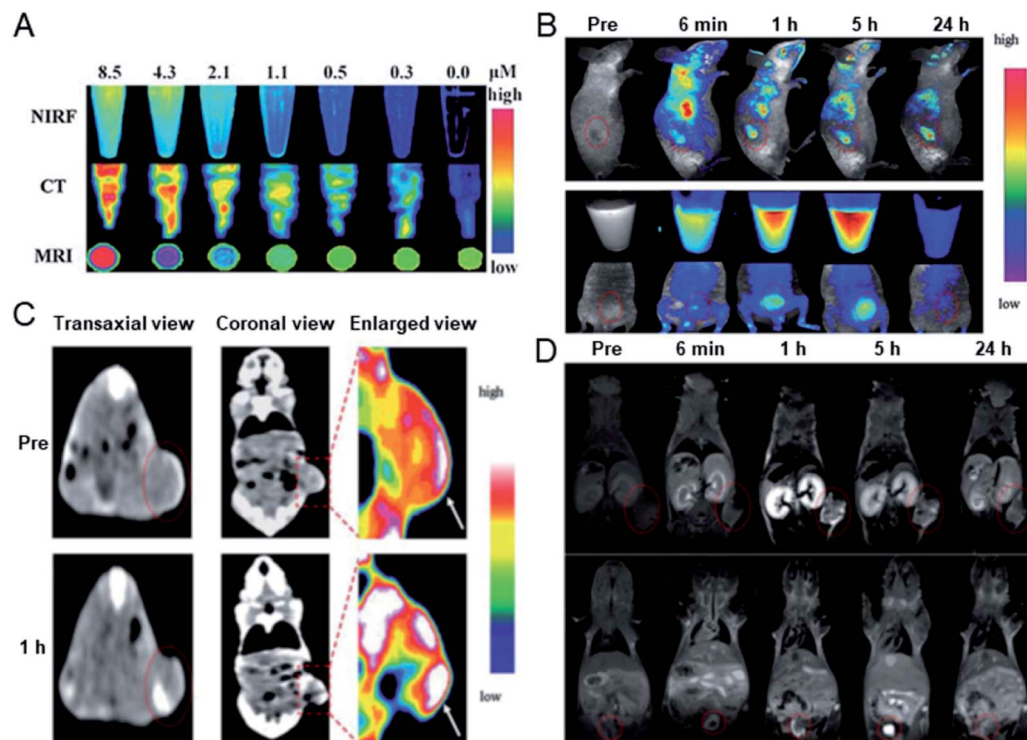 A
8.5 4.3 2.1 1.1 0.5 0.3 0.0 μM
high
NIRF
CT
MRI
low
B
Pre 6 min 1 h 5 h 24 h
high
low
C
Transaxial view Coronal view Enlarged view
Pre
high
1 h
low
D
Pre 6 min 1 h 5 h 24 h